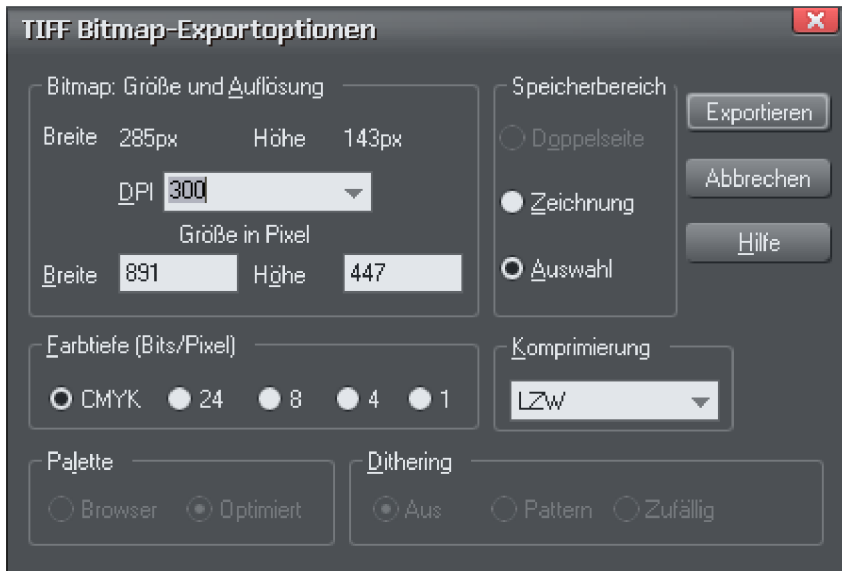 TIFF Bitmap-Exportoptionen
Bitmap: Größe und Auflösung
Breite 285px Höhe 143px
DPI 300
Größe in Pixel
Breite 891 Höhe 447
Speicherbereich
Doppelseite
Zeichnung
Auswahl
Exportieren
Abbrechen
Hilfe
Farbtiefe (Bits/Pixel)
CMYK 24 8 4 1
Komprimierung
LZW
Palette
Browser Optimiert
Dithering
Aus Pattern Zufällig